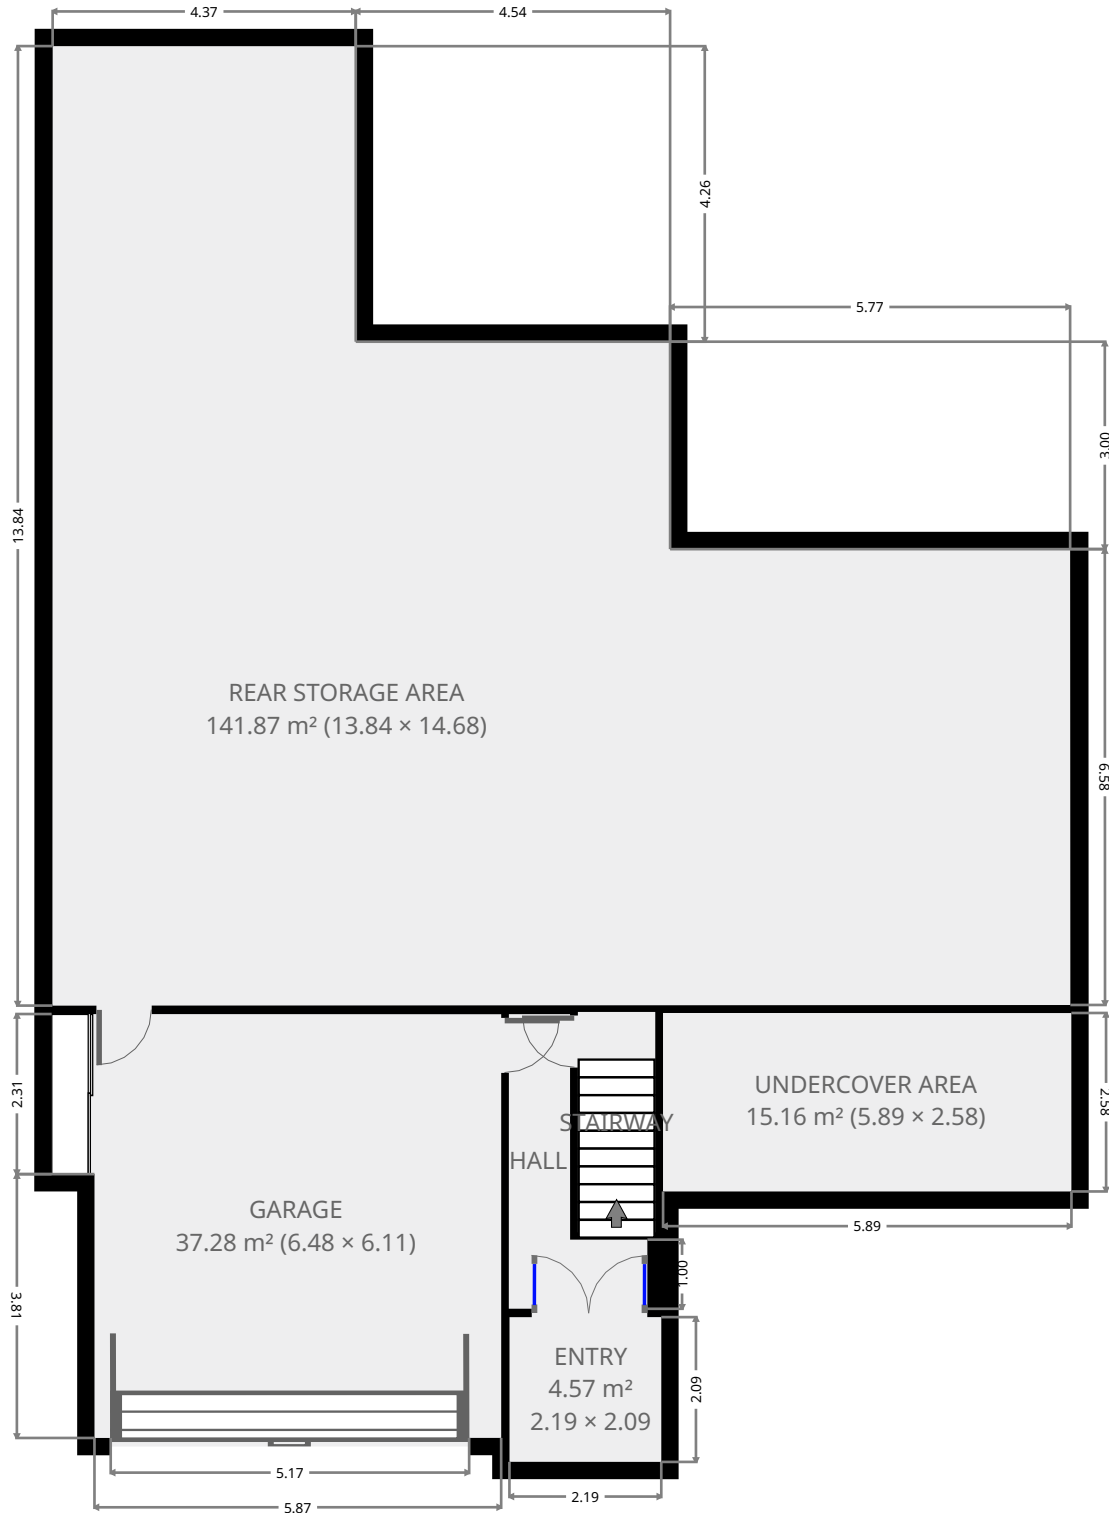 4.37
4.54
4.26
5.77
3.00
13.84
6.58
REAR STORAGE AREA
141.87 m² (13.84 × 14.68)
2.31
UNDERCOVER AREA
15.16 m² (5.89 × 2.58)
2.58
STAIRWAY
HALL
GARAGE
37.28 m² (6.48 × 6.11)
5.89
1.00
3.81
ENTRY
4.57 m²
2.19 × 2.09
2.09
5.17
2.19
5.87